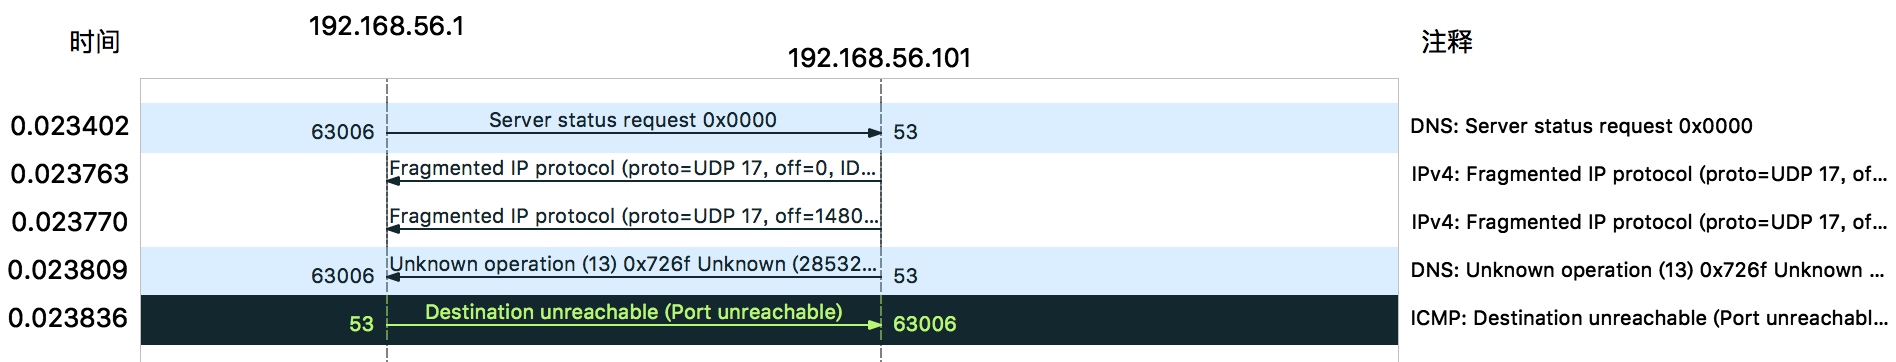 时间
192.168.56.1
192.168.56.101
注释
0.023402
63006
Server status request 0x0000
53
DNS: Server status request 0x0000
0.023763
Fragmented IP protocol (proto=UDP 17, off=0, ID...
IPv4: Fragmented IP protocol (proto=UDP 17, of...
0.023770
Fragmented IP protocol (proto=UDP 17, off=1480...
IPv4: Fragmented IP protocol (proto=UDP 17, of...
0.023809
63006
Unknown operation (13) 0x726f Unknown (28532...
53
DNS: Unknown operation (13) 0x726f Unknown ...
0.023836
53
Destination unreachable (Port unreachable)
63006
ICMP: Destination unreachable (Port unreachabl...